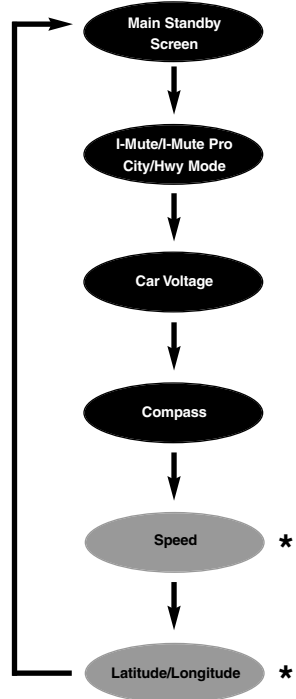 Main Standby
Screen
I-Mute/I-Mute Pro
City/Hwy Mode
Car Voltage
Compass
Speed *
Latitude/Longitude *